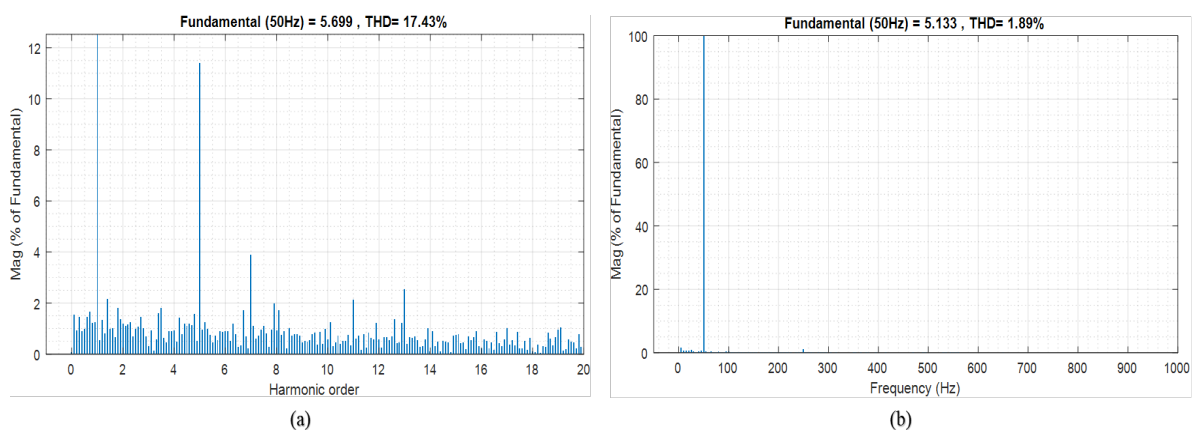 Fundamental (50Hz) = 5.699 , THD= 17.43%
Mag (% of Fundamental)
12
10
8
6
4
2
0
0 2 4 6 8 10 12 14 16 18 20
Harmonic order
(a)
Fundamental (50Hz) = 5.133 , THD= 1.89%
Mag (% of Fundamental)
100
80
60
40
20
0
0 100 200 300 400 500 600 700 800 900 1000
Frequency (Hz)
(b)